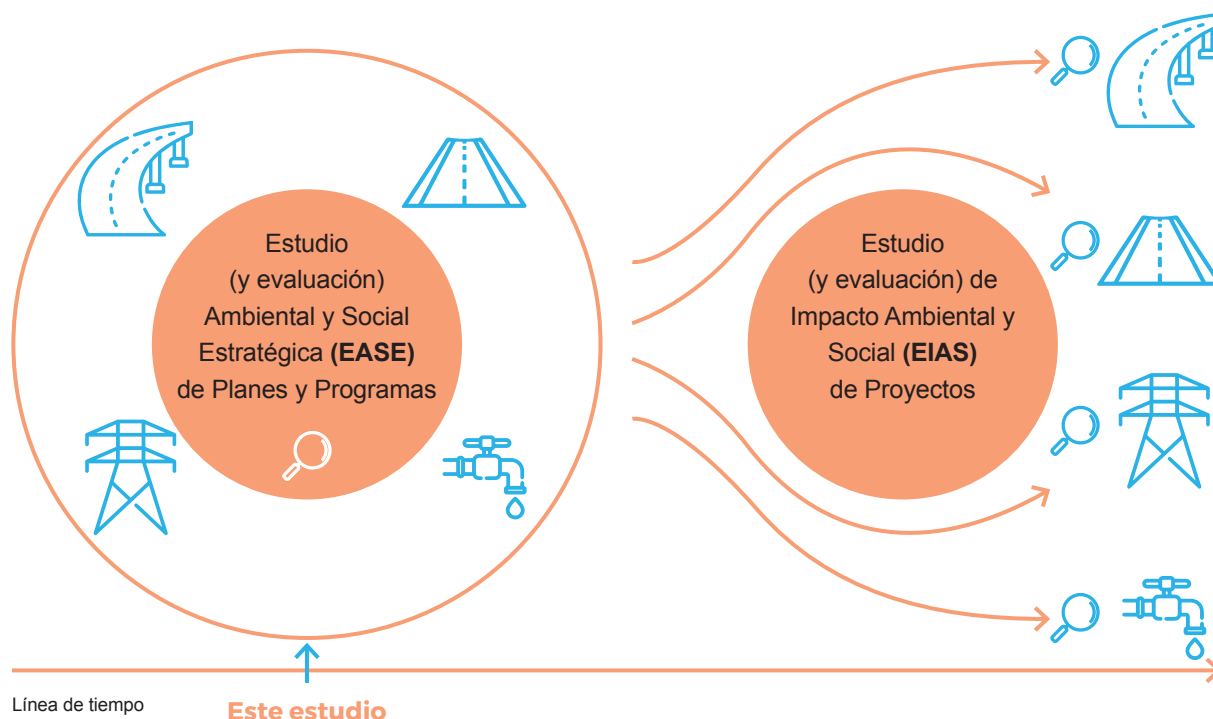 Estudio
(y evaluación)
Ambiental y Social
Estratégica (EASE)
de Planes y Programas
Estudio
(y evaluación) de
Impacto Ambiental y
Social (EIAS)
de Proyectos
Línea de tiempo
Este estudio